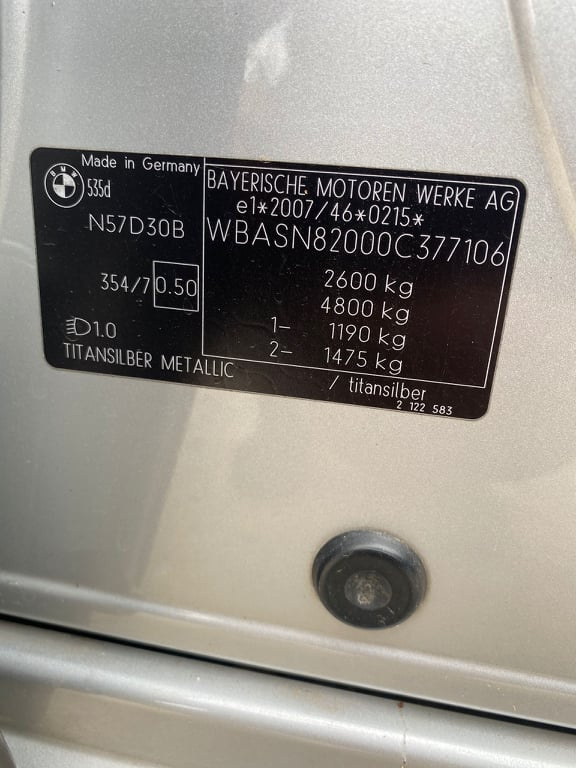 Made in Germany
BMW
535d
N57D30B
354/7 0.50
1.0
TITANSILBER METALLIC
BAYERISCHE MOTOREN WERKE AG
e1*2007/46*0215*
WBASN82000C377106
2600 kg
4800 kg
1- 1190 kg
2- 1475 kg
/ titansilber
2 122 583